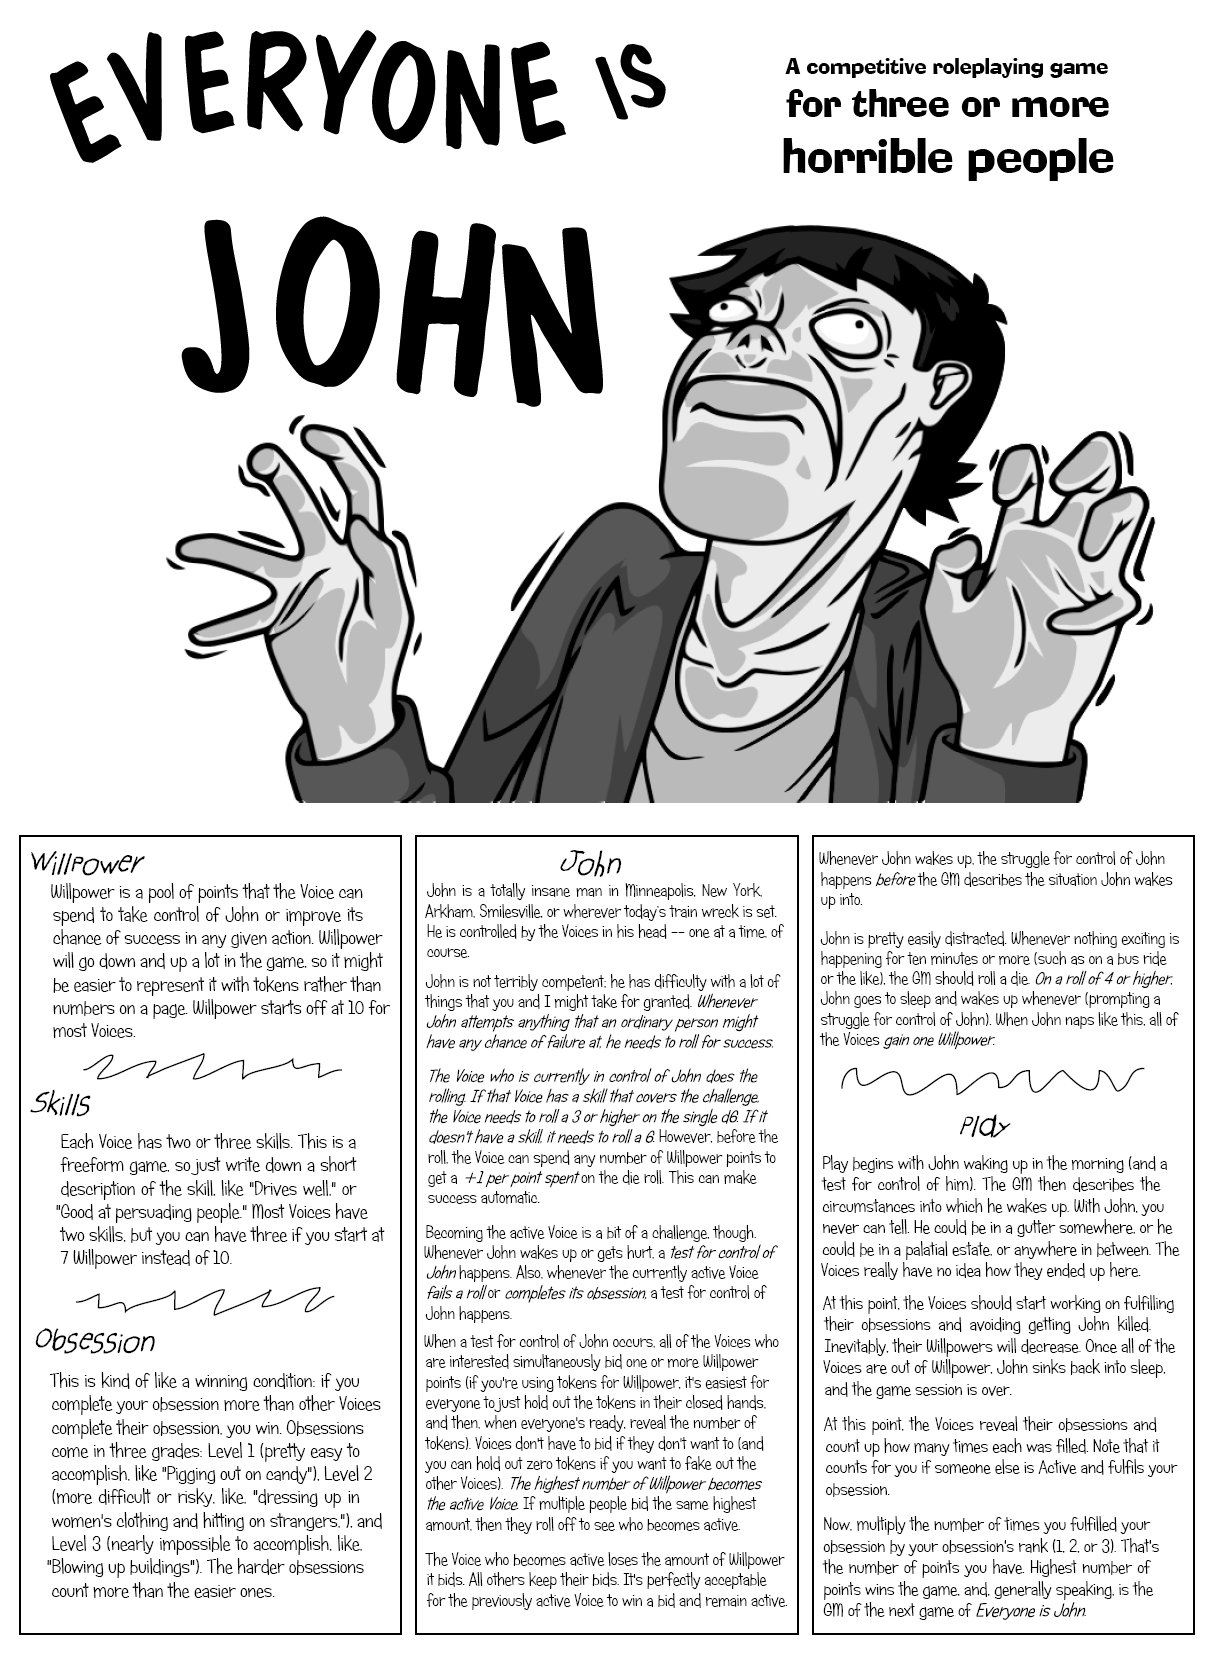 EVERYONE IS
JOHN
A competitive roleplaying game
for three or more
horrible people
Willpower
Willpower is a pool of points that the Voice can
spend to take control of John or improve its
chance of success in any given action. Willpower
will go down and up a lot in the game, so it might
be easier to represent it with tokens rather than
numbers on a page. Willpower starts off at 10 for
most Voices.
Skills
Each Voice has two or three skills. This is a
freeform game, so just write down a short
description of the skill, like "Drives well," or
"Good at persuading people." Most Voices have
two skills, but you can have three if you start at
7 Willpower instead of 10.
Obsession
This is kind of like a winning condition: if you
complete your obsession more than other Voices
complete their obsession, you win. Obsessions
come in three grades: Level 1 (pretty easy to
accomplish, like "Pigging out on candy"), Level 2
(more difficult or risky, like, "dressing up in
women's clothing and hitting on strangers,"), and
Level 3 (nearly impossible to accomplish, like,
"Blowing up buildings"). The harder obsessions
count more than the easier ones.
John
John is a totally insane man in Minneapolis, New York,
Arkham, Smilesville, or wherever today's train wreck is set.
He is controlled by the Voices in his head -- one at a time, of
course.
John is not terribly competent; he has difficulty with a lot of
things that you and I might take for granted. Whenever
John attempts anything that an ordinary person might
have any chance of failure at, he needs to roll for success.
The Voice who is currently in control of John does the
rolling. If that Voice has a skill that covers the challenge,
the Voice needs to roll a 3 or higher on the single d6. If it
doesn't have a skill, it needs to roll a 6. However, before the
roll, the Voice can spend any number of Willpower points to
get a +1 per point spent on the die roll. This can make
success automatic.
Becoming the active Voice is a bit of a challenge, though.
Whenever John wakes up or gets hurt, a test for control of
John happens. Also, whenever the currently active Voice
fails a roll or completes its obsession, a test for control of
John happens.
When a test for control of John occurs, all of the Voices who
are interested simultaneously bid one or more Willpower
points (if you're using tokens for Willpower, it's easiest for
everyone to just hold out the tokens in their closed hands,
and then, when everyone's ready, reveal the number of
tokens). Voices don't have to bid if they don't want to (and
you can hold out zero tokens if you want to fake out the
other Voices). The highest number of Willpower becomes
the active Voice. If multiple people bid the same highest
amount, then they roll off to see who becomes active.
The Voice who becomes active loses the amount of Willpower
it bids. All others keep their bids. It's perfectly acceptable
for the previously active Voice to win a bid and remain active.
Whenever John wakes up, the struggle for control of John
happens before the GM describes the situation John wakes
up into.
John is pretty easily distracted. Whenever nothing exciting is
happening for ten minutes or more (such as on a bus ride
or the like), the GM should roll a die. On a roll of 4 or higher,
John goes to sleep and wakes up whenever (prompting a
struggle for control of John). When John naps like this, all of
the Voices gain one Willpower.
Play
Play begins with John waking up in the morning (and a
test for control of him). The GM then describes the
circumstances into which he wakes up. With John, you
never can tell. He could be in a gutter somewhere, or he
could be in a palatial estate, or anywhere in between. The
Voices really have no idea how they ended up here.
At this point, the Voices should start working on fulfilling
their obsessions and avoiding getting John killed.
Inevitably, their Willpowers will decrease. Once all of the
Voices are out of Willpower, John sinks back into sleep,
and the game session is over.
At this point, the Voices reveal their obsessions and
count up how many times each was filled. Note that it
counts for you if someone else is Active and fulfils your
obsession.
Now, multiply the number of times you fulfilled your
obsession by your obsession's rank (1, 2, or 3). That's
the number of points you have. Highest number of
points wins the game, and, generally speaking, is the
GM of the next game of Everyone is John.